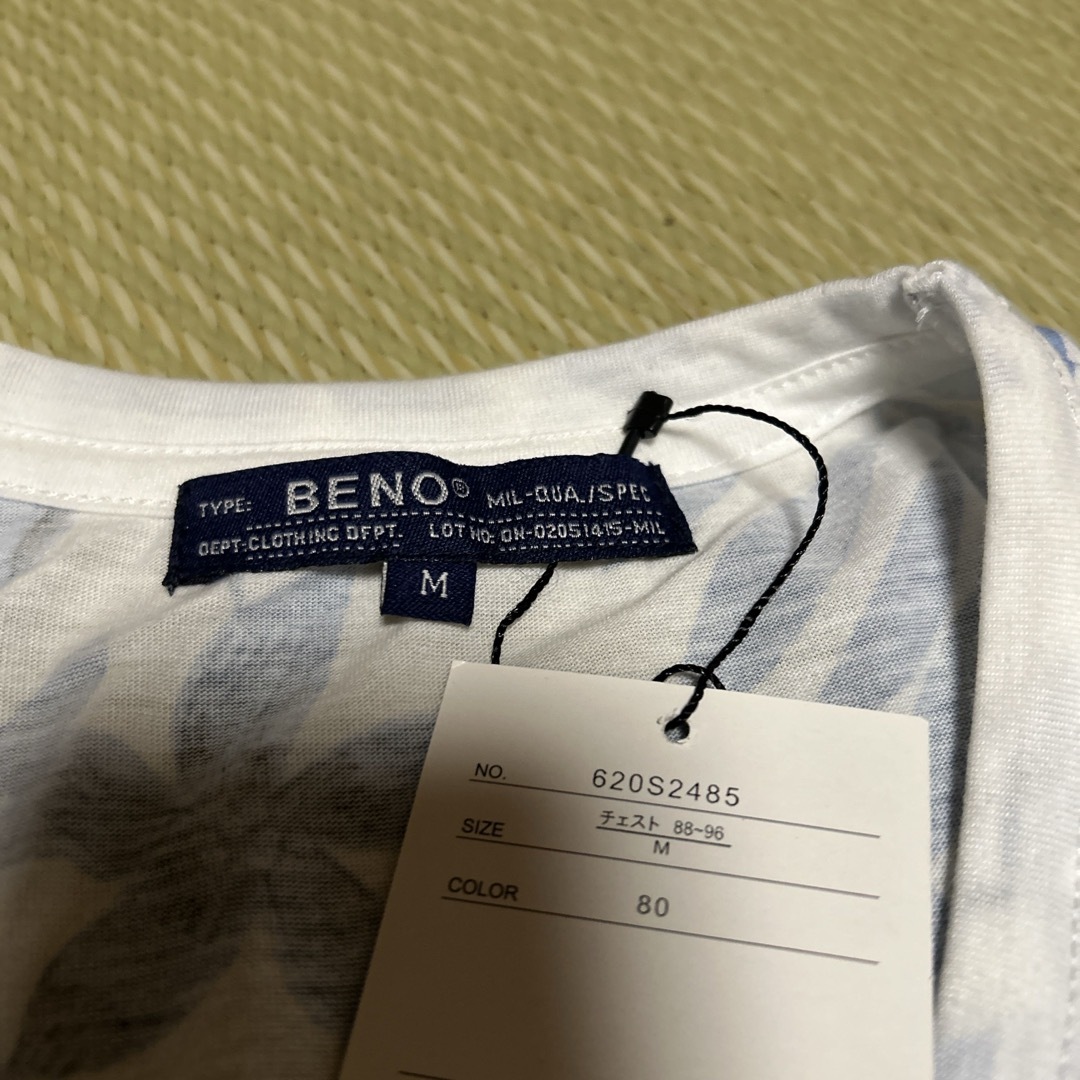 TYPE: BENO® MIL-QUA./SPEC
DEPT:CLOTHING DFPT. LOT NO: ON-02051415-MIL
M
NO. 620S2485
SIZE チェスト 88~96
M
COLOR 80